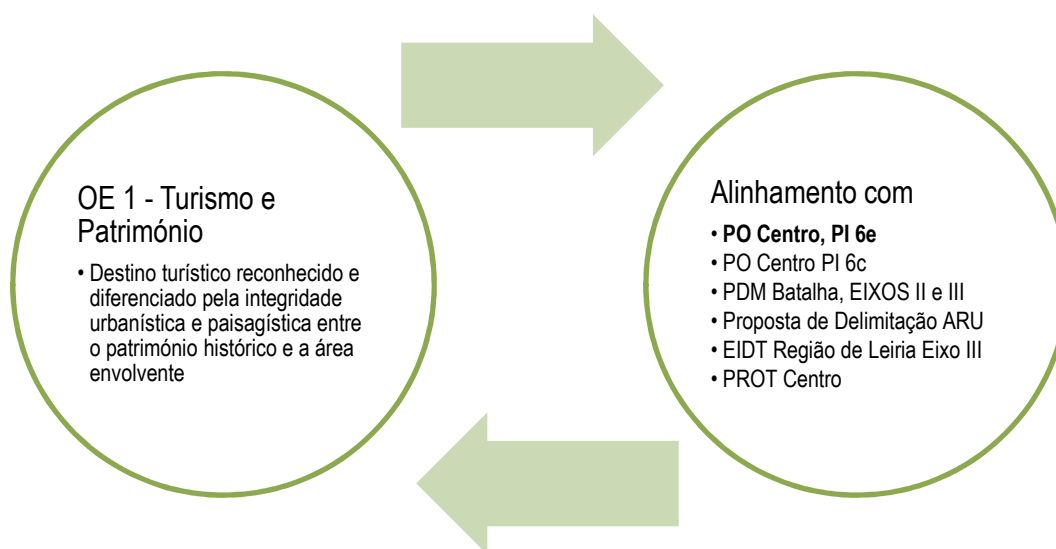 OE 1 - Turismo e
Património
• Destino turístico reconhecido e
diferenciado pela integridade
urbanística e paisagística entre
o património histórico e a área
envolvente
Alinhamento com
• PO Centro, PI 6e
• PO Centro PI 6c
• PDM Batalha, EIXOS II e III
• Proposta de Delimitação ARU
• EIDT Região de Leiria Eixo III
• PROT Centro